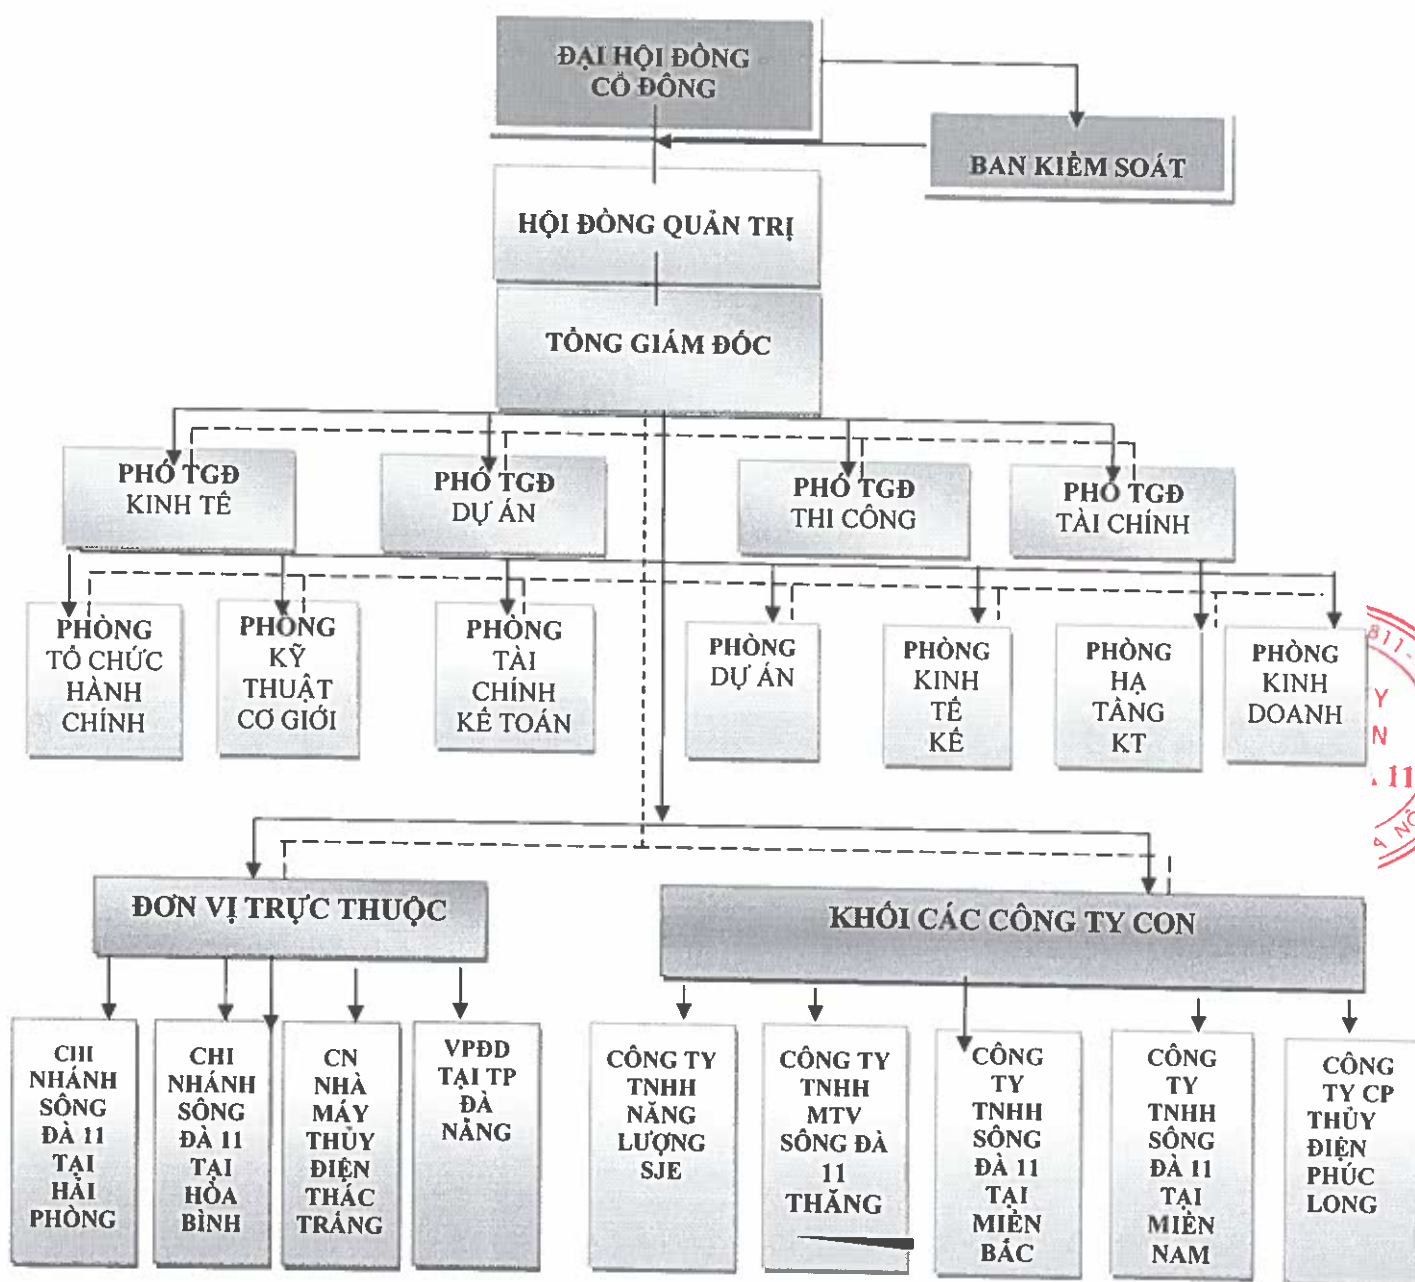 ĐẠI HỘI ĐỒNG
CỔ ĐÔNG
BAN KIỂM SOÁT
HỘI ĐỒNG QUẢN TRỊ
TỔNG GIÁM ĐỐC
PHÓ TGĐ
KINH TẾ
PHÓ TGĐ
DỰ ÁN
PHÓ TGĐ
THI CÔNG
PHÓ TGĐ
TÀI CHÍNH
PHÒNG
TỔ CHỨC
HÀNH
CHÍNH
PHÒNG
KỸ
THUẬT
CƠ GIỚI
PHÒNG
TÀI
CHÍNH
KẾ TOÁN
PHÒNG
DỰ ÁN
PHÒNG
KINH
TẾ
KẾ
PHÒNG
HẠ
TẦNG
KT
PHÒNG
KINH
DOANH
811-
Y
N
11
ĐƠN VỊ TRỰC THUỘC
KHỐI CÁC CÔNG TY CON
CHI
NHÁNH
SÔNG
ĐÀ 11
TẠI
HẢI
PHÒNG
CHI
NHÁNH
SÔNG
ĐÀ 11
TẠI
HÒA
BÌNH
CN
NHÀ
MÁY
THỦY
ĐIỆN
THÁC
TRẮNG
VPĐD
TẠI TP
ĐÀ
NẴNG
CÔNG TY
TNHH
NĂNG
LƯỢNG
SJE
CÔNG TY
TNHH
MTV
SÔNG ĐÀ
11
THĂNG
CÔNG
TY
TNHH
SÔNG
ĐÀ 11
TẠI
MIỀN
BẮC
CÔNG
TY
TNHH
SÔNG
ĐÀ 11
TẠI
MIỀN
NAM
CÔNG
TY CP
THỦY
ĐIỆN
PHÚC
LONG